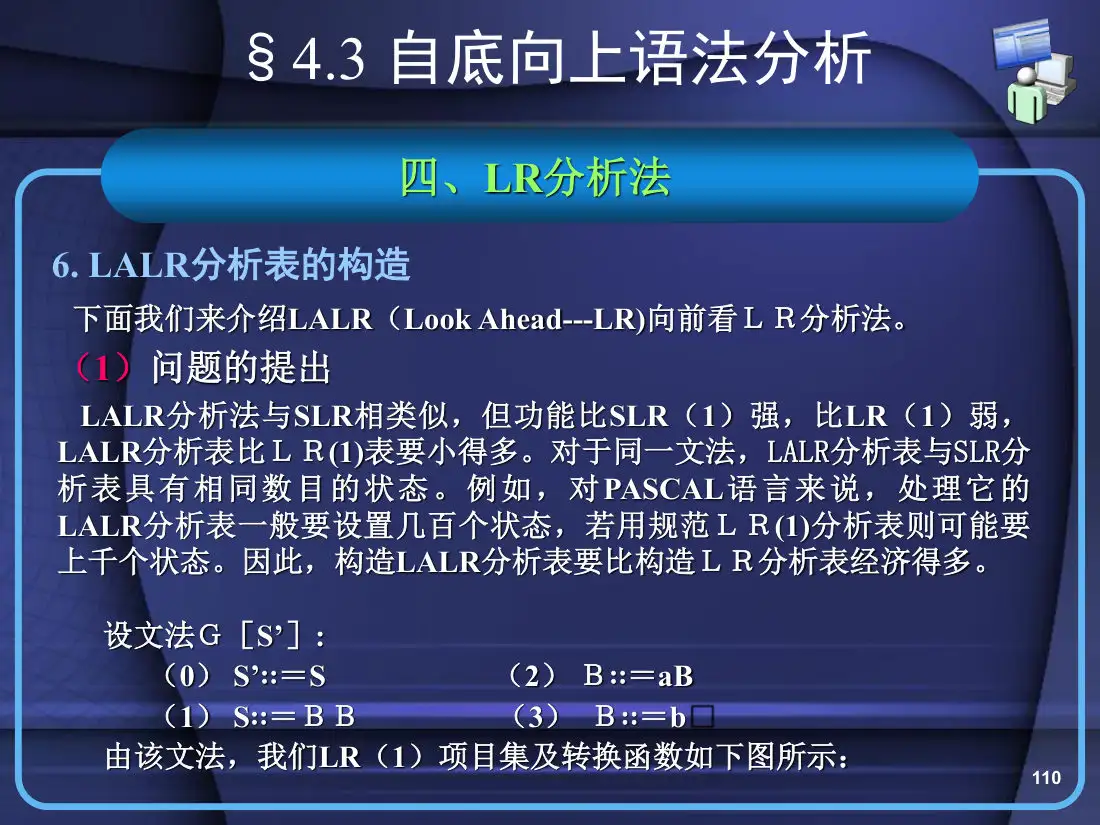 §4.3 自底向上语法分析
四、LR分析法
6. LALR分析表的构造
下面我们来介绍LALR（Look Ahead---LR)向前看ＬＲ分析法。
（1）问题的提出
LALR分析法与SLR相类似，但功能比SLR（1）强，比LR（1）弱，
LALR分析表比ＬＲ(1)表要小得多。对于同一文法，LALR分析表与SLR分
析表具有相同数目的状态。例如，对PASCAL语言来说，处理它的
LALR分析表一般要设置几百个状态，若用规范ＬＲ(1)分析表则可能要
上千个状态。因此，构造LALR分析表要比构造ＬＲ分析表经济得多。
设文法Ｇ［S’］:
（0） S’::＝S （2） Ｂ::＝aB
（1） S::＝ＢＢ （3） Ｂ::＝b□
由该文法，我们LR（1）项目集及转换函数如下图所示：
110